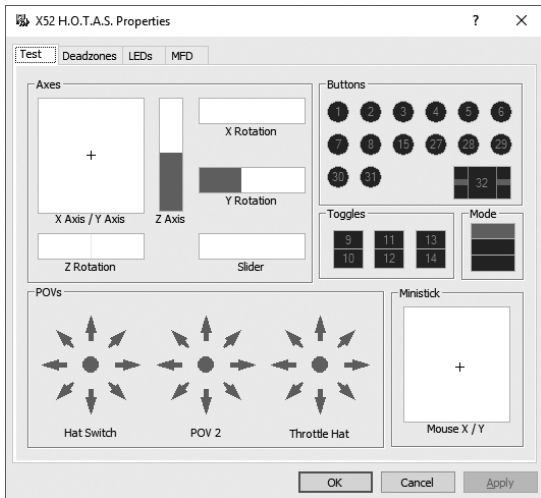 X52 H.O.T.A.S. Properties
?
Test Deadzones LEDs MFD
Axes
X Axis / Y Axis
Z Axis
X Rotation
Y Rotation
Z Rotation
Slider
Buttons
1 2 3 4 5 6
7 8 15 27 28 29
30 31 32
Toggles
9 11 13
10 12 14
Mode
POVs
Hat Switch
POV 2
Throttle Hat
Ministick
Mouse X / Y
OK Cancel Apply